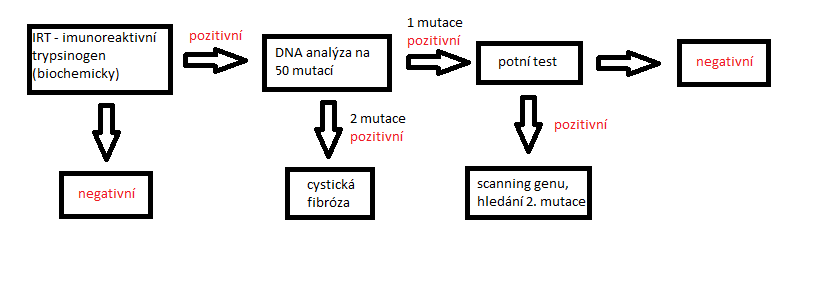 IRT - imunoreaktivní
trypsinogen
(biochemicky)
pozitivní
DNA analýza na
50 mutací
1 mutace
pozitivní
potní test
negativní
2 mutace
pozitivní
pozitivní
negativní
cystická
fibróza
scanning genu,
hledání 2. mutace